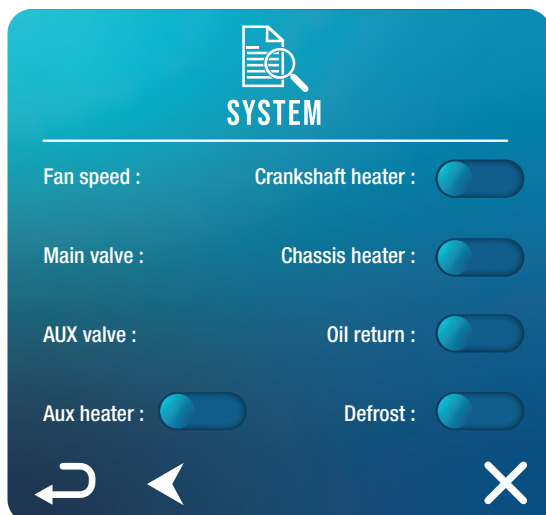 SYSTEM
Fan speed : Crankshaft heater :
Main valve : Chassis heater :
AUX valve : Oil return :
Aux heater : Defrost :